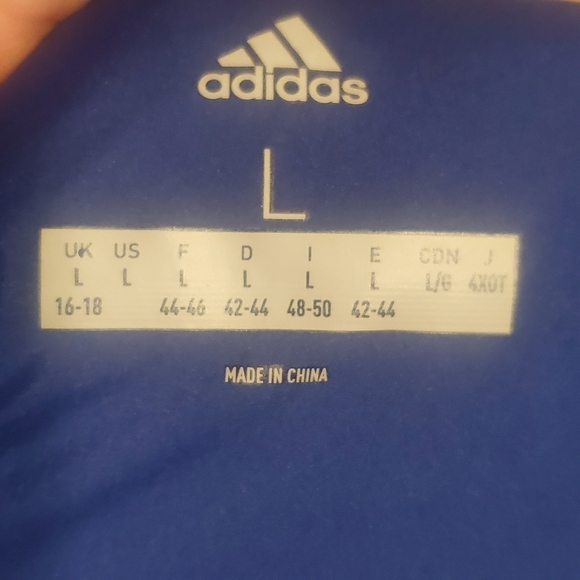 adidas
L
UK US F D I E CDN J
L L L L L L L/G 4XOT
16-18 44-46 42-44 48-50 42-44
MADE IN CHINA